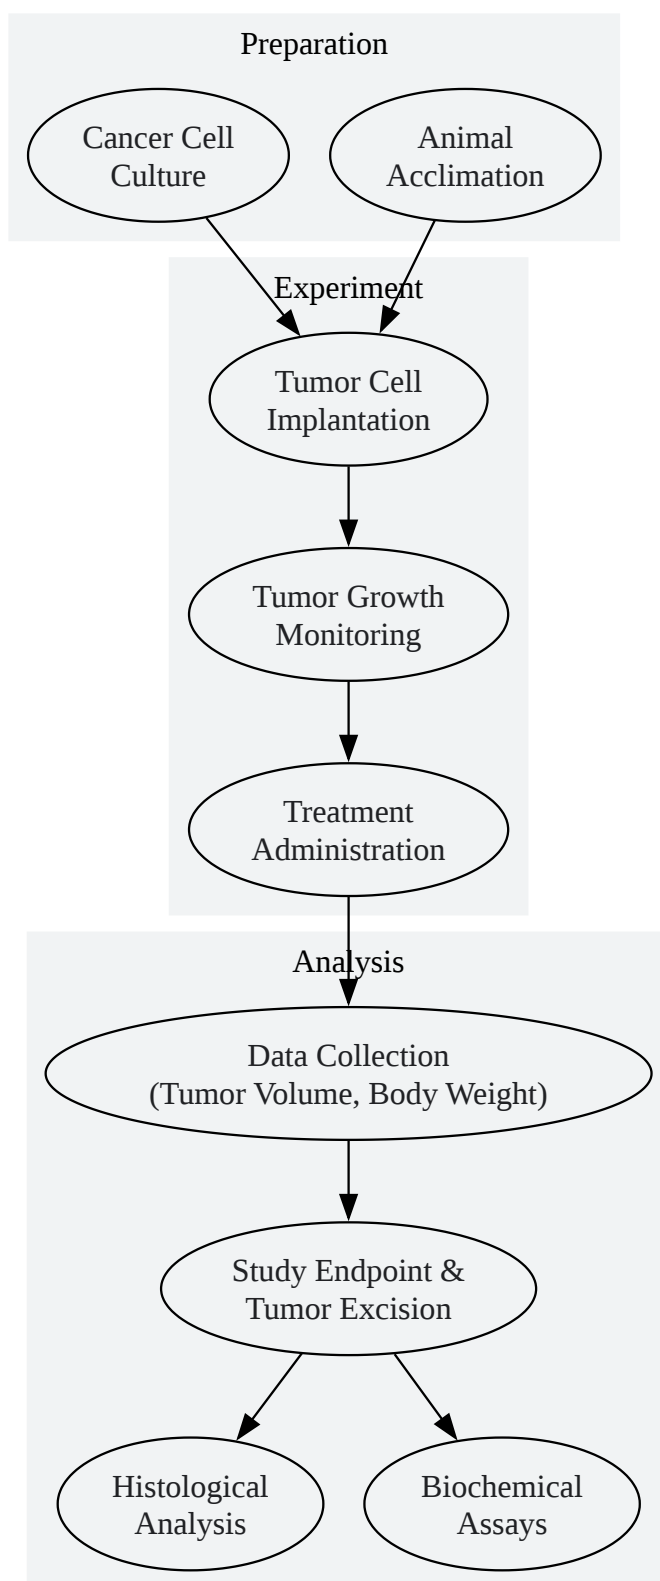 Preparation
Cancer Cell
Culture
Animal
Acclimation
Experiment
Tumor Cell
Implantation
Tumor Growth
Monitoring
Treatment
Administration
Analysis
Data Collection
(Tumor Volume, Body Weight)
Study Endpoint &
Tumor Excision
Histological
Analysis
Biochemical
Assays